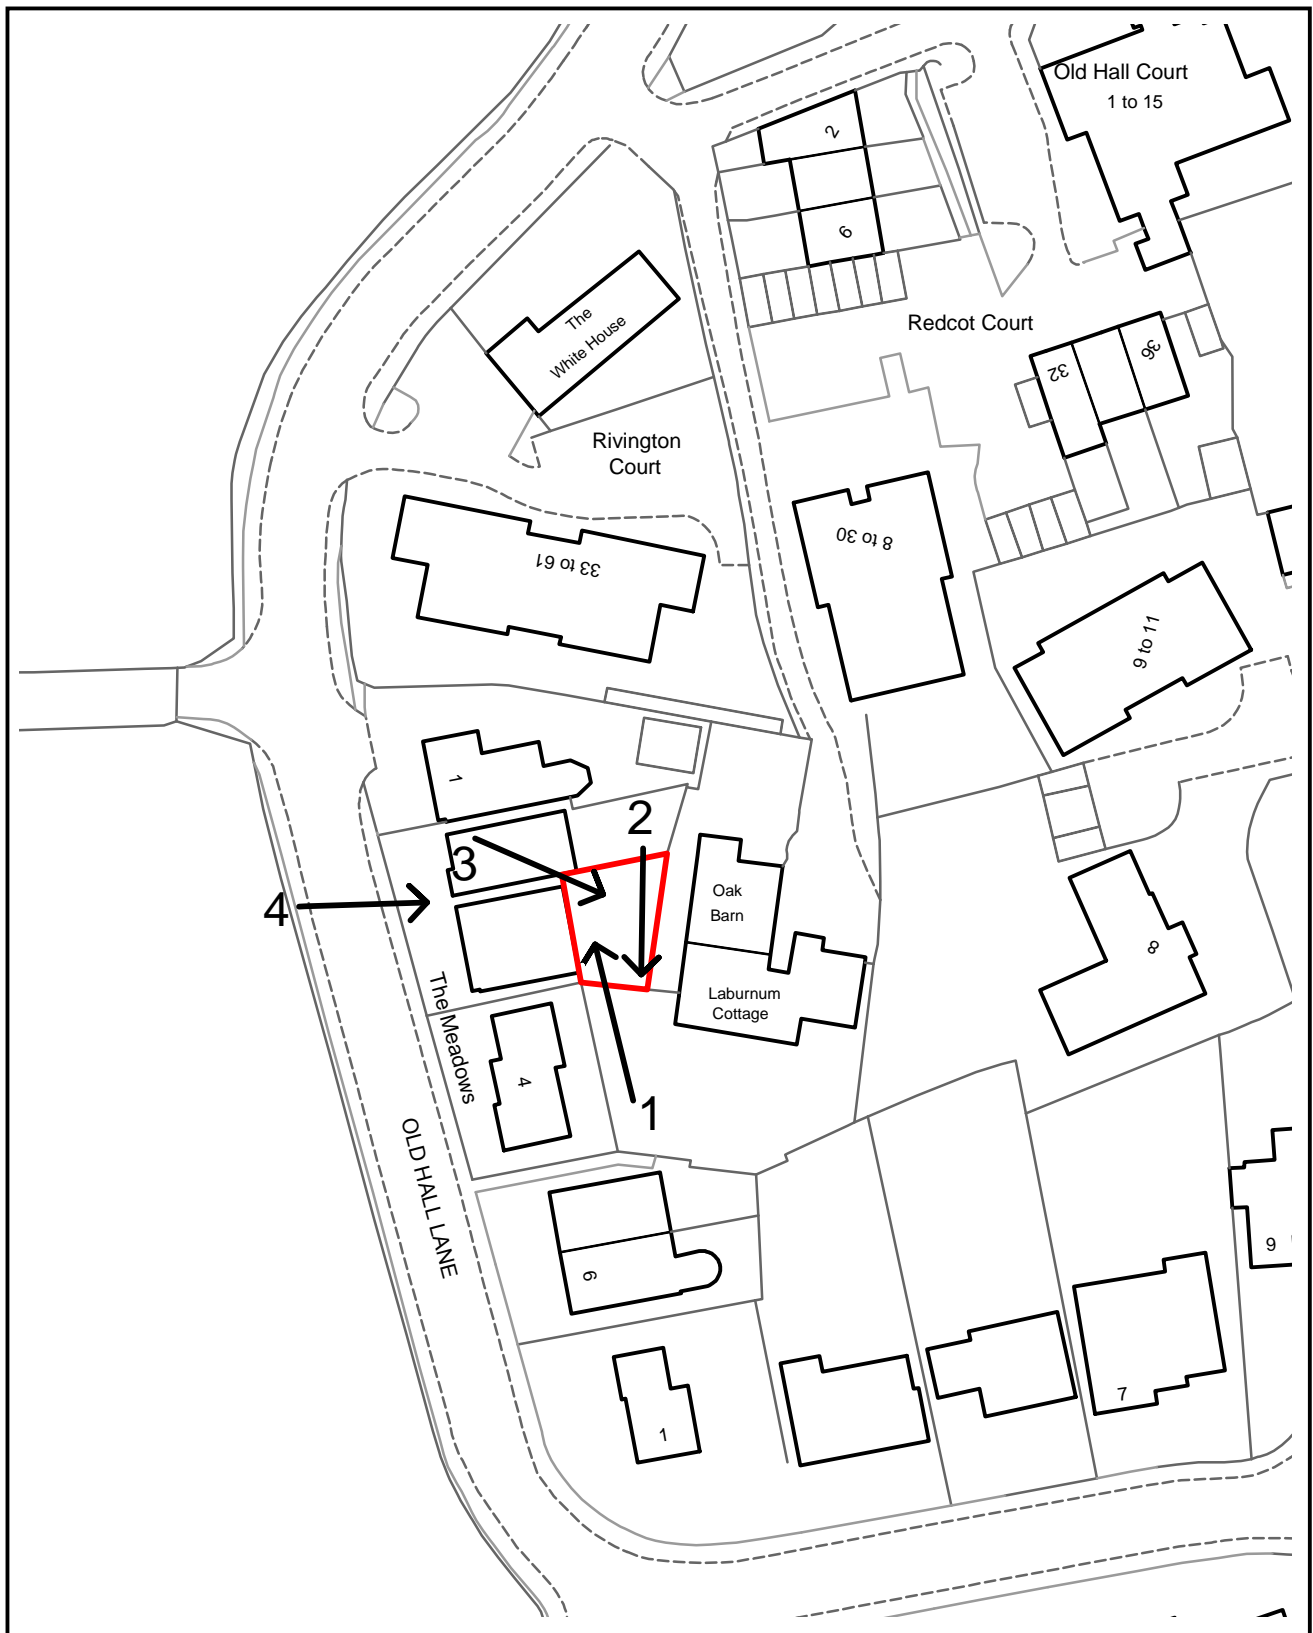 Old Hall Court
1 to 15
2
6
The
White House
Redcot Court
32
36
Rivington
Court
33 to 61
8 to 30
9 to 11
1
2
3
4
Oak
Barn
Laburnum
Cottage
8
The Meadows
4
1
OLD HALL LANE
6
9
7
1